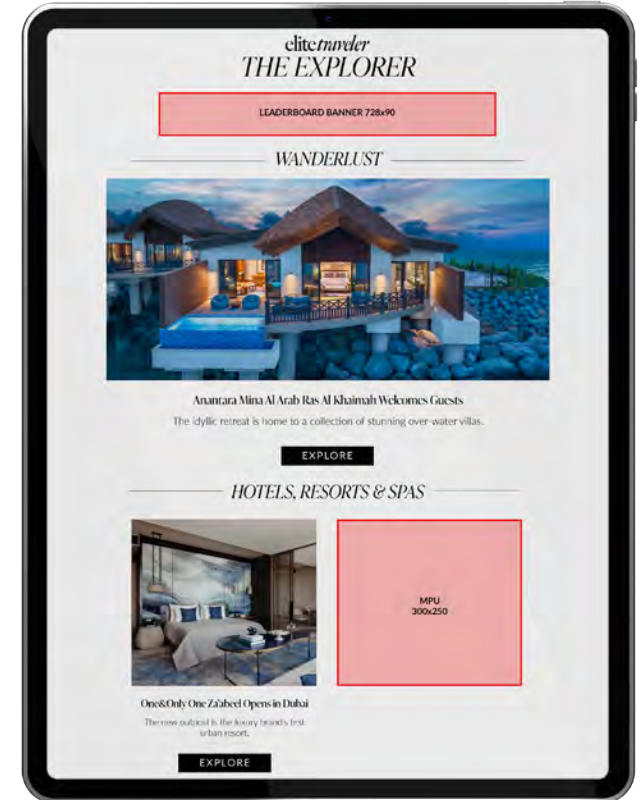 elitetraveler
THE EXPLORER
LEADERBOARD BANNER 728x90
WANDERLUST
Anantara Mina Al Arab Ras Al Khaimah Welcomes Guests
The idyllic retreat is home to a collection of stunning over-water villas.
EXPLORE
HOTELS, RESORTS & SPAS
MPU
300x250
One&Only One Za'abeel Opens in Dubai
The new outpost is the luxury brand's first
urban resort.
EXPLORE